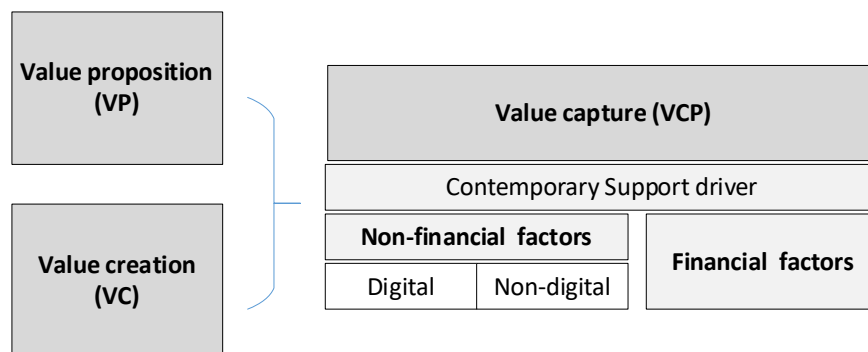 Value proposition
(VP)
Value creation
(VC)
Value capture (VCP)
Contemporary Support driver
Non-financial factors
Digital
Non-digital
Financial factors